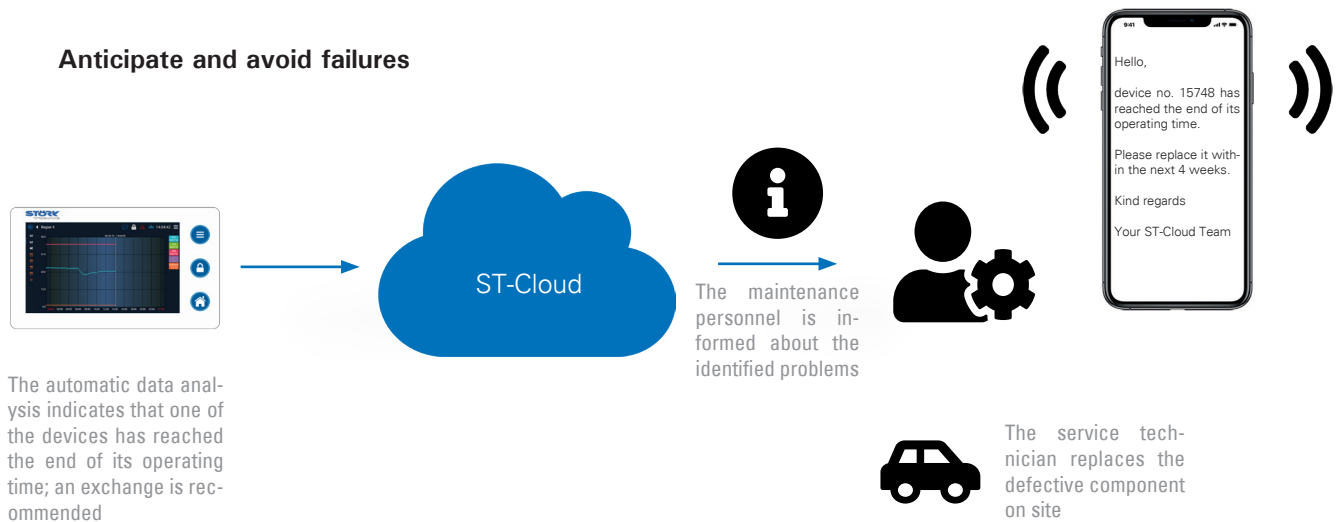 Anticipate and avoid failures
9:41
Hello,
device no. 15748 has
reached the end of its
operating time.
Please replace it with-
in the next 4 weeks.
Kind regards
Your ST-Cloud Team
STÖRK
ST-Cloud
The maintenance
personnel is in-
formed about the
identified problems
The automatic data anal-
ysis indicates that one of
the devices has reached
the end of its operating
time; an exchange is rec-
ommended
The service tech-
nician replaces the
defective component
on site